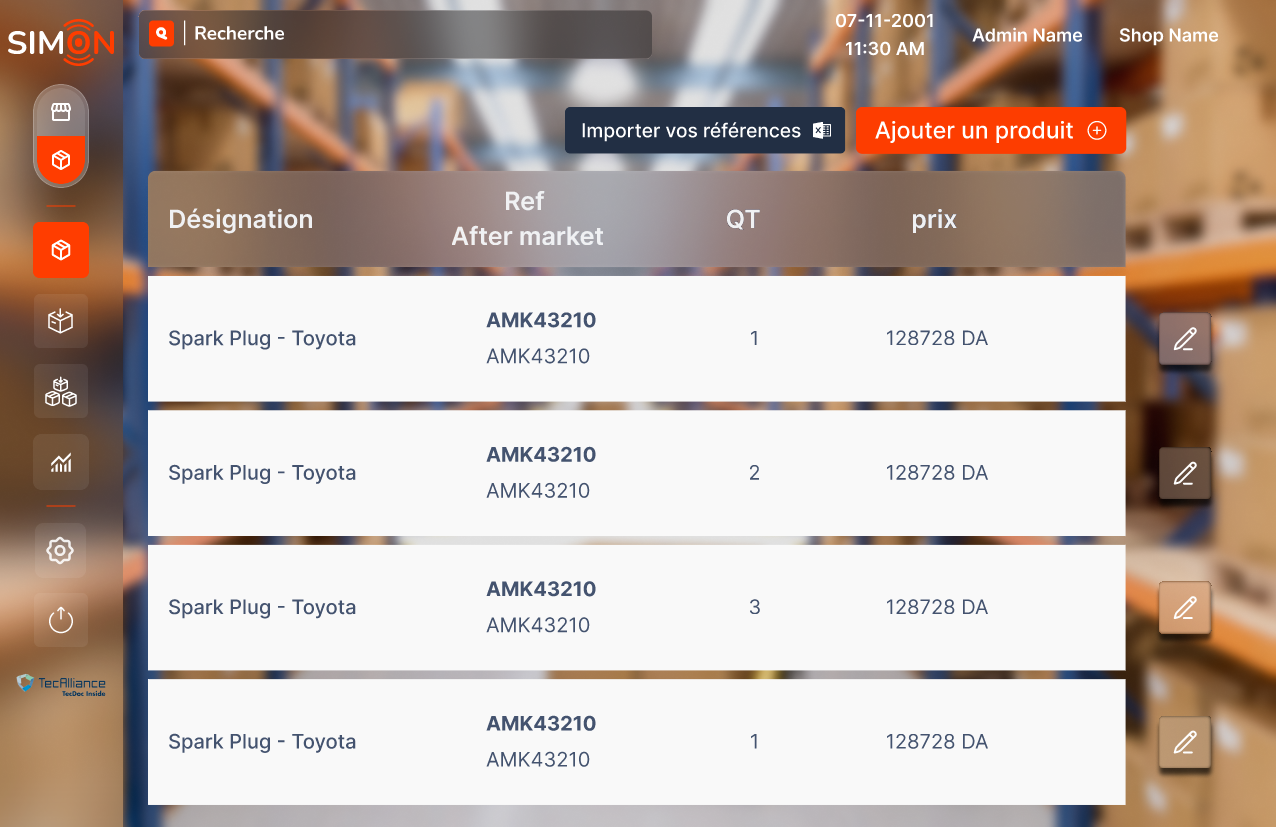 SIMON
Recherche
07-11-2001
11:30 AM
Admin Name
Shop Name
Importer vos références
Ajouter un produit
Désignation
Ref
After market
QT
prix
Spark Plug - Toyota
AMK43210
AMK43210
1
128728 DA
Spark Plug - Toyota
AMK43210
AMK43210
2
128728 DA
Spark Plug - Toyota
AMK43210
AMK43210
3
128728 DA
TecAlliance
TecDoc Inside
Spark Plug - Toyota
AMK43210
AMK43210
1
128728 DA